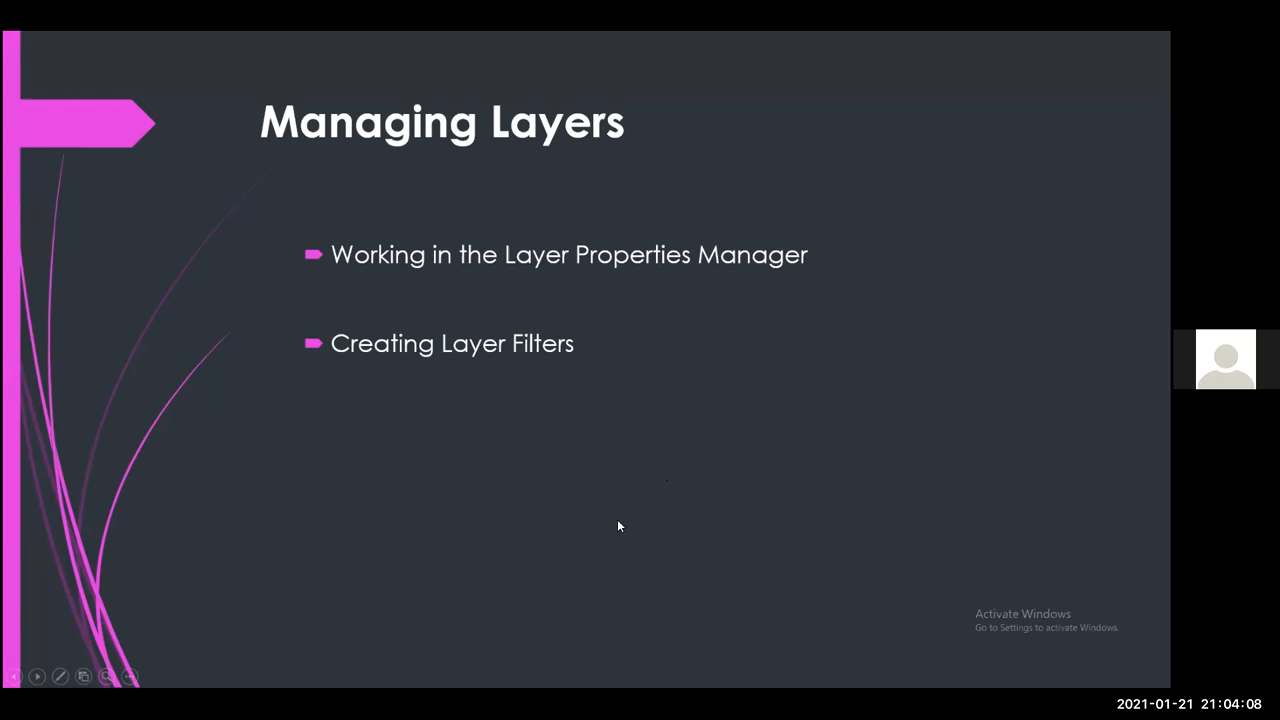 Managing Layers
Working in the Layer Properties Manager
Creating Layer Filters
Activate Windows
Go to Settings to activate Windows.
2021-01-21 21:04:08